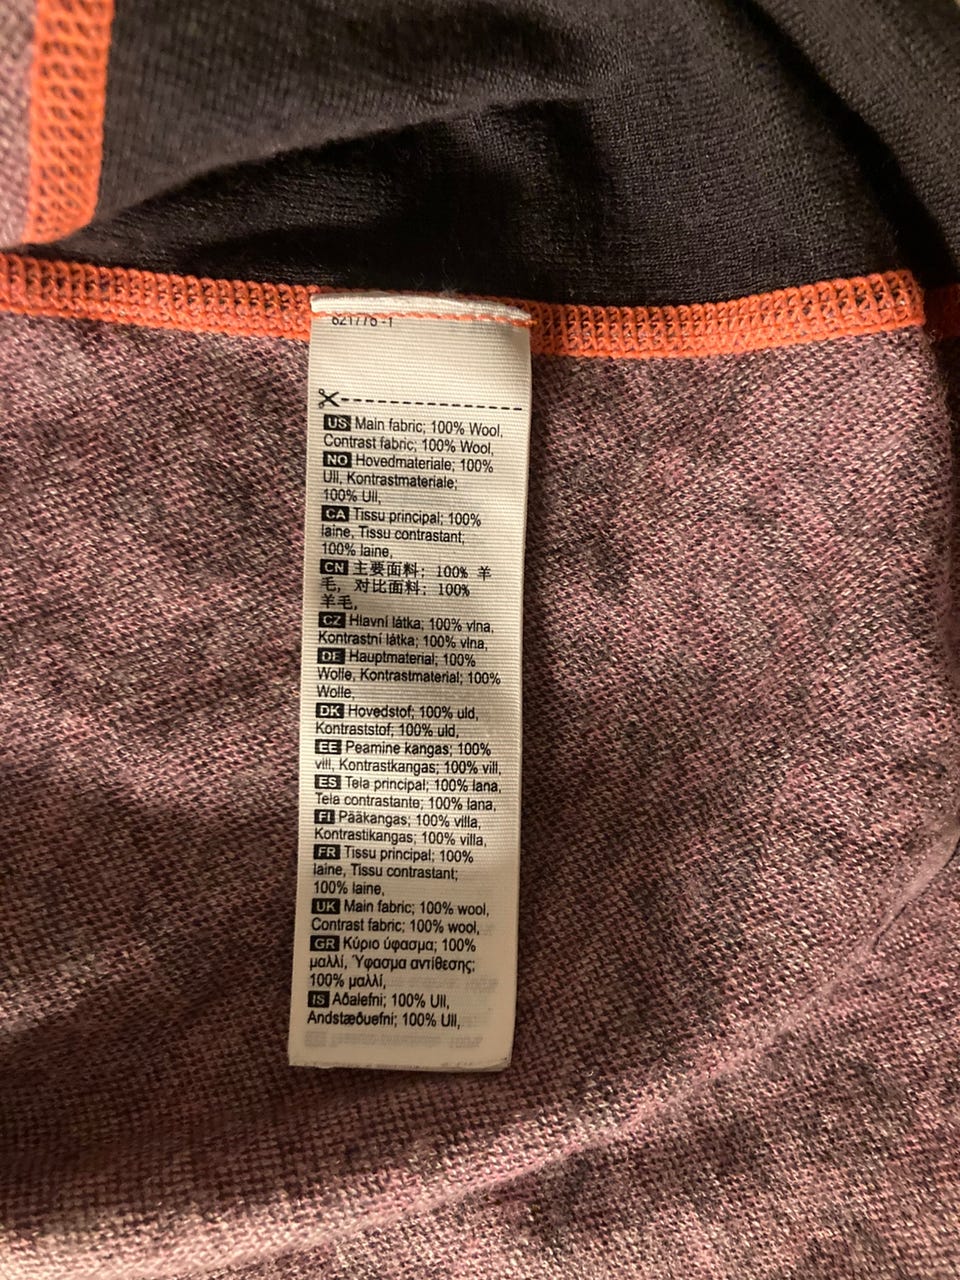 US Main fabric; 100% Wool,
Contrast fabric; 100% Wool,
NO Hovedmateriale; 100%
Ull, Kontrastmateriale;
100% Ull,
CA Tissu principal; 100%
laine, Tissu contrastant;
100% laine,
CN 主要面料; 100% 羊
毛, 对比面料; 100%
羊毛,
CZ Hlavní látka; 100% vlna,
Kontrastní látka; 100% vlna,
DE Hauptmaterial; 100%
Wolle, Kontrastmaterial; 100%
Wolle,
DK Hovedstof; 100% uld,
Kontraststof; 100% uld,
EE Peamine kangas; 100%
vill, Kontrastkangas; 100% vill,
ES Tela principal; 100% lana,
Tela contrastante; 100% lana,
FI Pääkangas; 100% villa,
Kontrastikangas; 100% villa,
FR Tissu principal; 100%
laine, Tissu contrastant;
100% laine,
UK Main fabric; 100% wool,
Contrast fabric; 100% wool,
GR Κύριο ύφασμα; 100%
μαλλί, Ύφασμα αντίθεσης;
100% μαλλί,
IS Aðalefni; 100% Ull,
Andstæðuefni; 100% Ull,